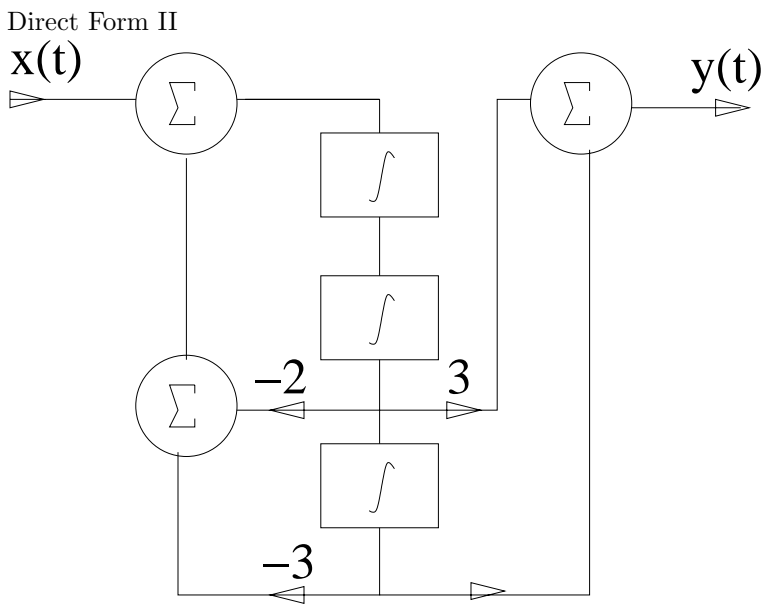 Direct Form II
x(t)
y(t)
Σ
Σ
∫
∫
−2
3
Σ
∫
−3